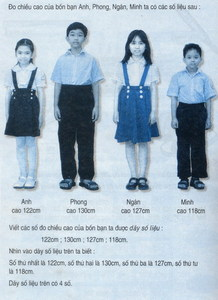 Đo chiều cao của bốn bạn Anh, Phong, Ngân, Minh ta có các số liệu sau :
Anh
cao 122cm
Phong
cao 130cm
Ngân
cao 127cm
Minh
cao 118cm
Viết các số đo chiều cao của bốn bạn ta được dãy số liệu :
122cm ; 130cm ; 127cm ; 118cm.
Nhìn vào dãy số liệu trên ta biết :
Số thứ nhất là 122cm, số thứ hai là 130cm, số thứ ba là 127cm, số thứ tư
là 118cm.
Dãy số liệu trên có 4 số.